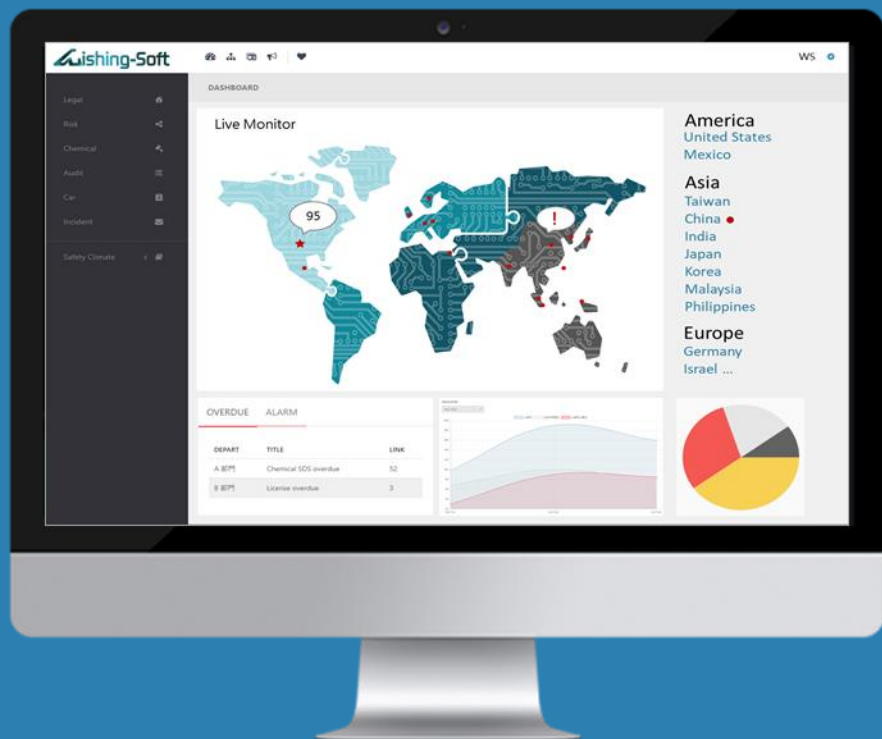 Wishing-Soft
WS
DASHBOARD
Legal
Risk
Chemical
Audit
Car
Incident
Safety Climate
Live Monitor
95
!
America
United States
Mexico
Asia
Taiwan
China
India
Japan
Korea
Malaysia
Philippines
Europe
Germany
Israel ...
OVERDUE ALARM
DEPART TITLE LINK
A 部門 Chemical SDS overdue 52
B 部門 License overdue 3